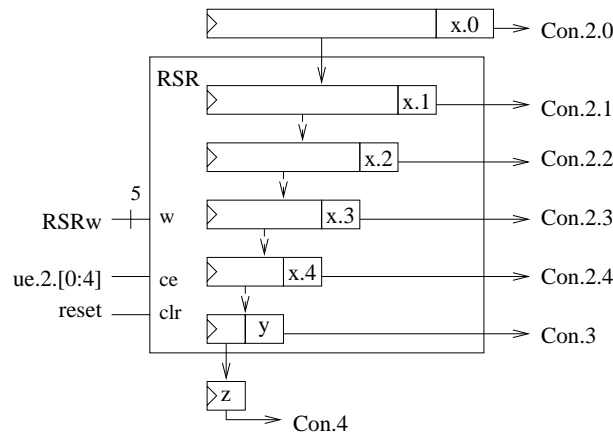 x.0
Con.2.0
RSR
x.1
Con.2.1
x.2
Con.2.2
5
RSRw
w
x.3
Con.2.3
ue.2.[0:4]
ce
x.4
Con.2.4
reset
clr
y
Con.3
z
Con.4